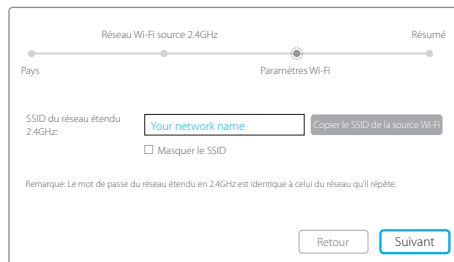 Réseau Wi-Fi source 2.4GHz Résumé
Pays Paramètres Wi-Fi
SSID du réseau étendu
2.4GHz:
Your network name Copier le SSID de la source Wi-Fi
Masquer le SSID
Remarque: Le mot de passe du réseau étendu en 2.4GHz est identique à celui du réseau qu'il répète.
Retour Suivant